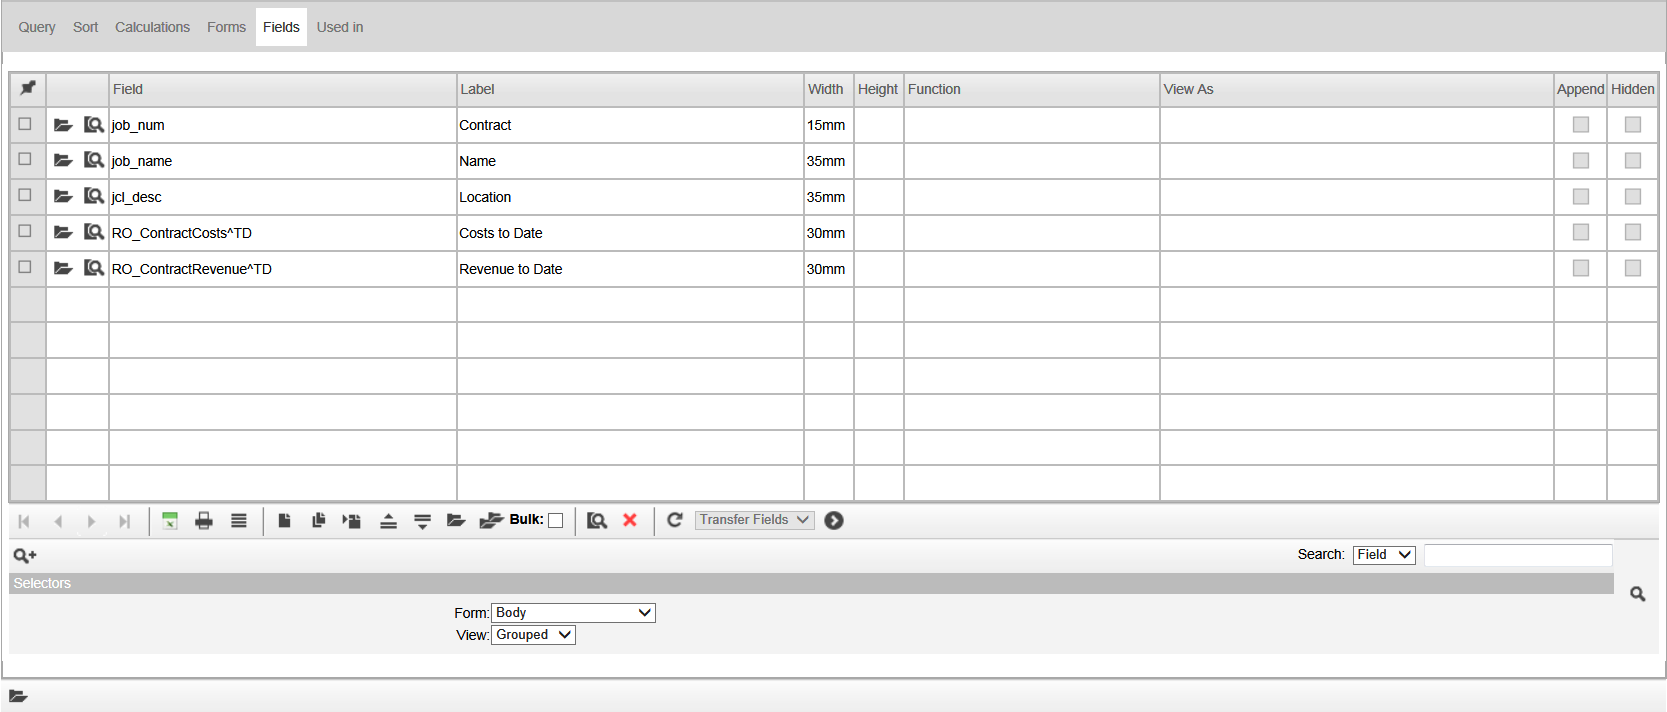 Query Sort Calculations Forms Fields Used in
Field Label Width Height Function View As Append Hidden
job_num Contract 15mm
job_name Name 35mm
jcl_desc Location 35mm
RO_ContractCosts^TD Costs to Date 30mm
RO_ContractRevenue^TD Revenue to Date 30mm
Bulk: Transfer Fields
Search: Field
Selectors
Form: Body
View: Grouped